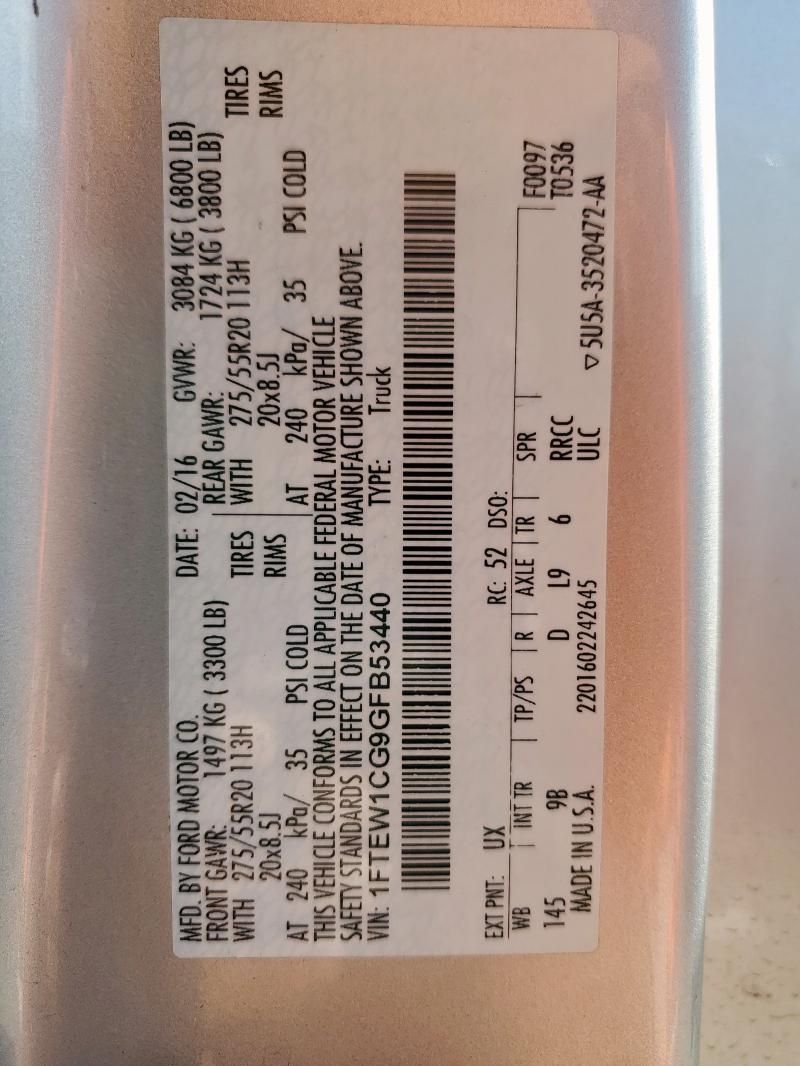 MFD. BY FORD MOTOR CO. DATE: 02/16 GVWR: 3084 KG ( 6800 LB)
FRONT GAWR: 1497 KG ( 3300 LB) REAR GAWR: 1724 KG ( 3800 LB)
WITH 275/55R20 113H TIRES WITH 275/55R20 113H TIRES
20x8.5J RIMS 20x8.5J RIMS
AT 240 kPa/ 35 PSI COLD AT 240 kPa/ 35 PSI COLD
THIS VEHICLE CONFORMS TO ALL APPLICABLE FEDERAL MOTOR VEHICLE
SAFETY STANDARDS IN EFFECT ON THE DATE OF MANUFACTURE SHOWN ABOVE.
VIN: 1FTEW1CG9GFB53440 TYPE: Truck
EXT PNT: UX RC: 52 DSO:
WB INT TR TP/PS R AXLE TR SPR F0097
145 9B D L9 6 RRCC T0536
MADE IN U.S.A. 2201602242645 ULC ▽5U5A-3520472-AA